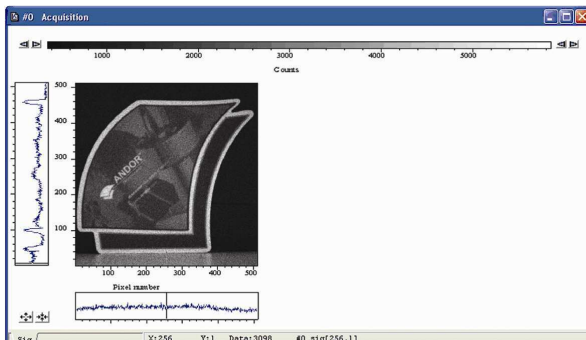 #0 Acquisition
1000 2000 3000 4000 5000
Counts
500
400
300
200
100
ANDOR
100 200 300 400 500
Pixel number
Sig X:256 Y:1 Data:3098 #0 sig[256,1]